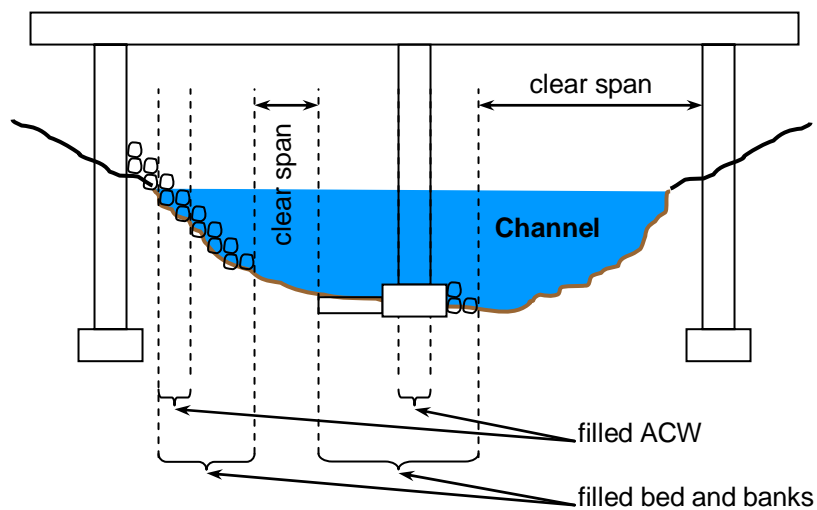 clear span
clear span
Channel
filled ACW
filled bed and banks